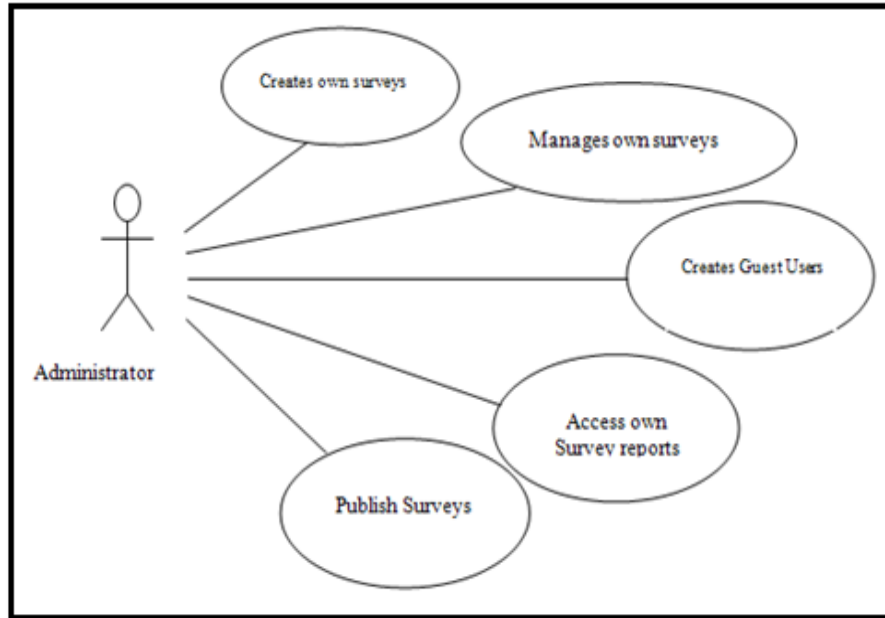 Creates own surveys
Manages own surveys
Creates Guest Users
Administrator
Access own
Survey reports
Publish Surveys